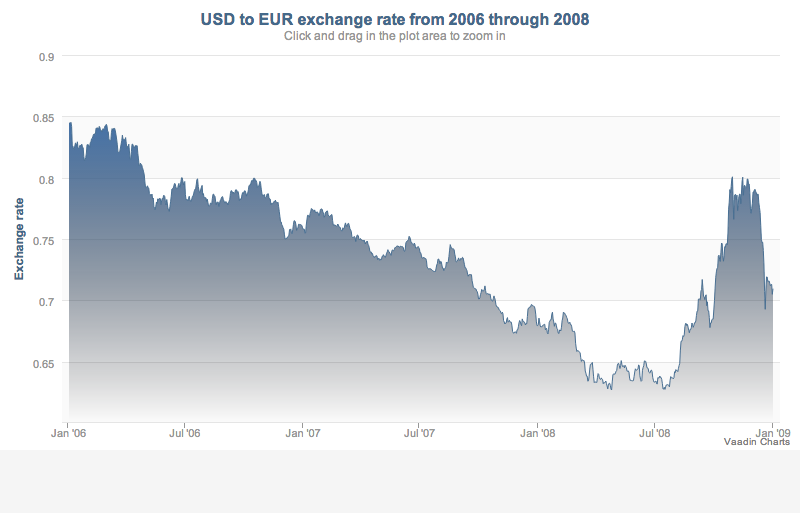 USD to EUR exchange rate from 2006 through 2008
Click and drag in the plot area to zoom in
Exchange rate
0.9
0.85
0.8
0.75
0.7
0.65
Jan '06
Jul '06
Jan '07
Jul '07
Jan '08
Jul '08
Jan '09
Vaadin Charts